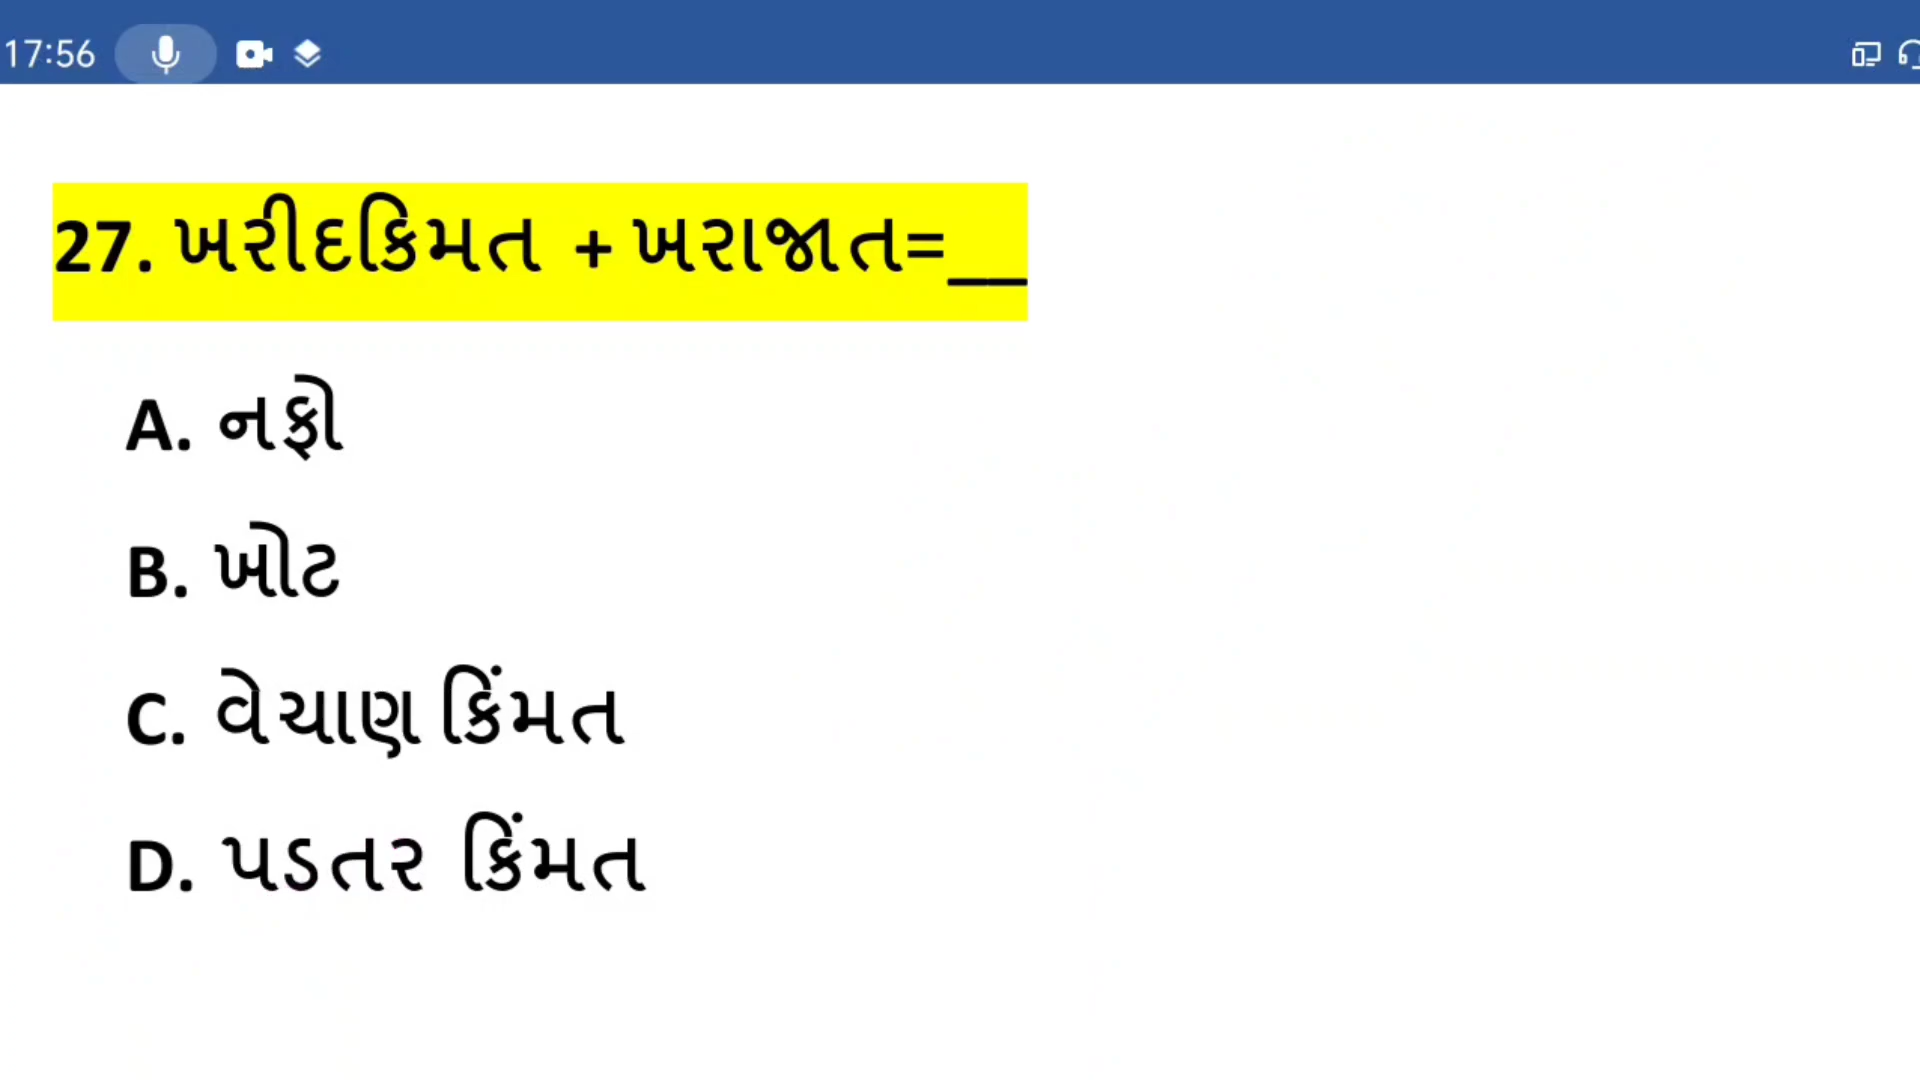 17:56
27. ખરીદકિમત + ખરાજાત=__
A. નફો
B. ખોટ
C. વેચાણ કિંમત
D. પડતર કિંમત